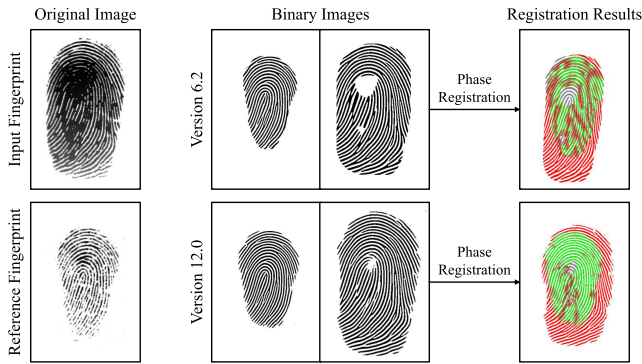 Original Image
Binary Images
Registration Results
Input Fingerprint
Version 6.2
Phase
Registration
Reference Fingerprint
Version 12.0
Phase
Registration